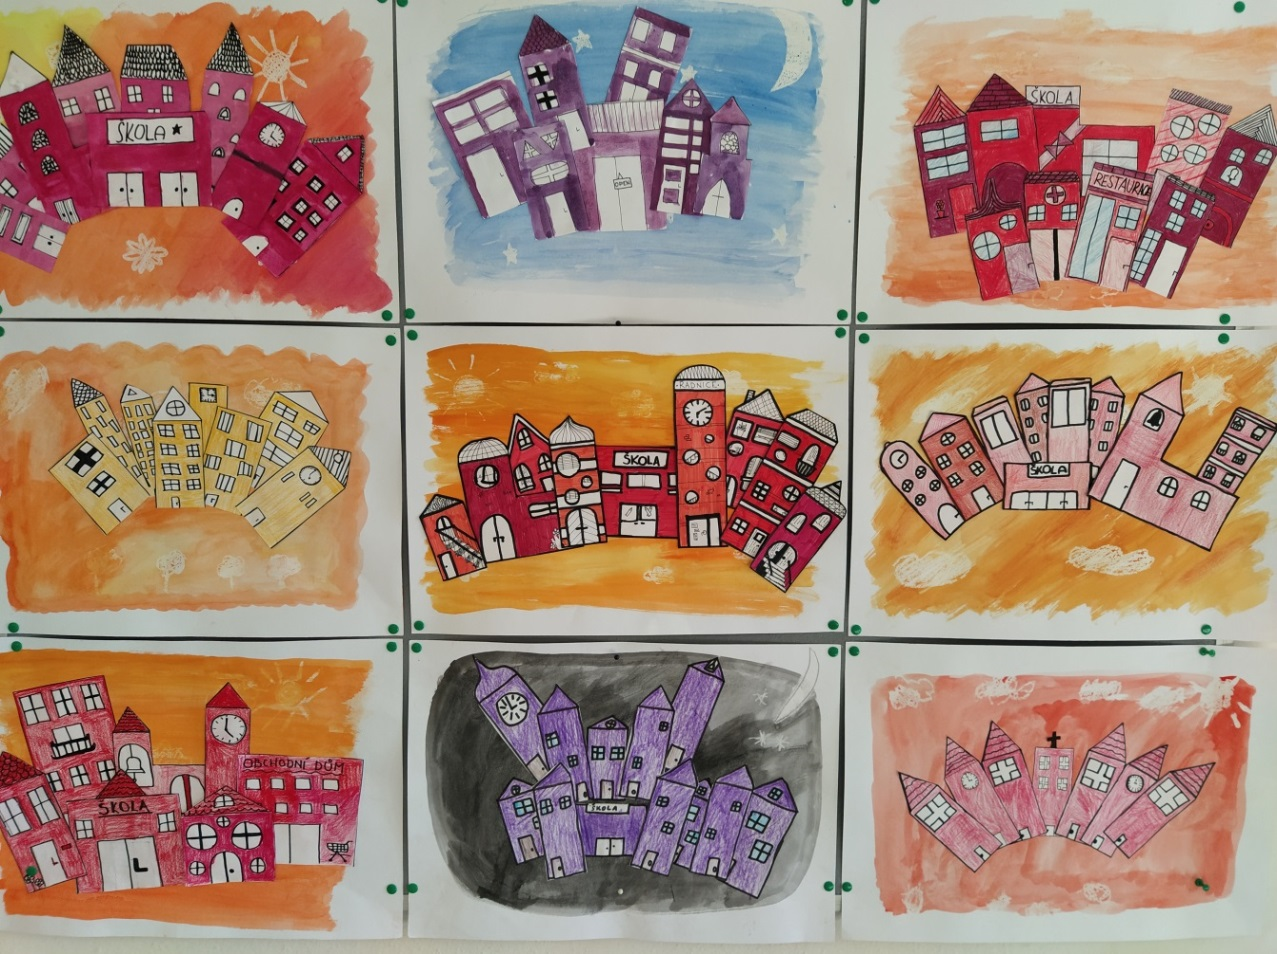 ŠKOLA
OPEN
ŠKOLA
RESTAURACE
RADNICE
ŠKOLA
ŠKOLA
OBCHODNÍ DŮM
ŠKOLA
ŠKOLA